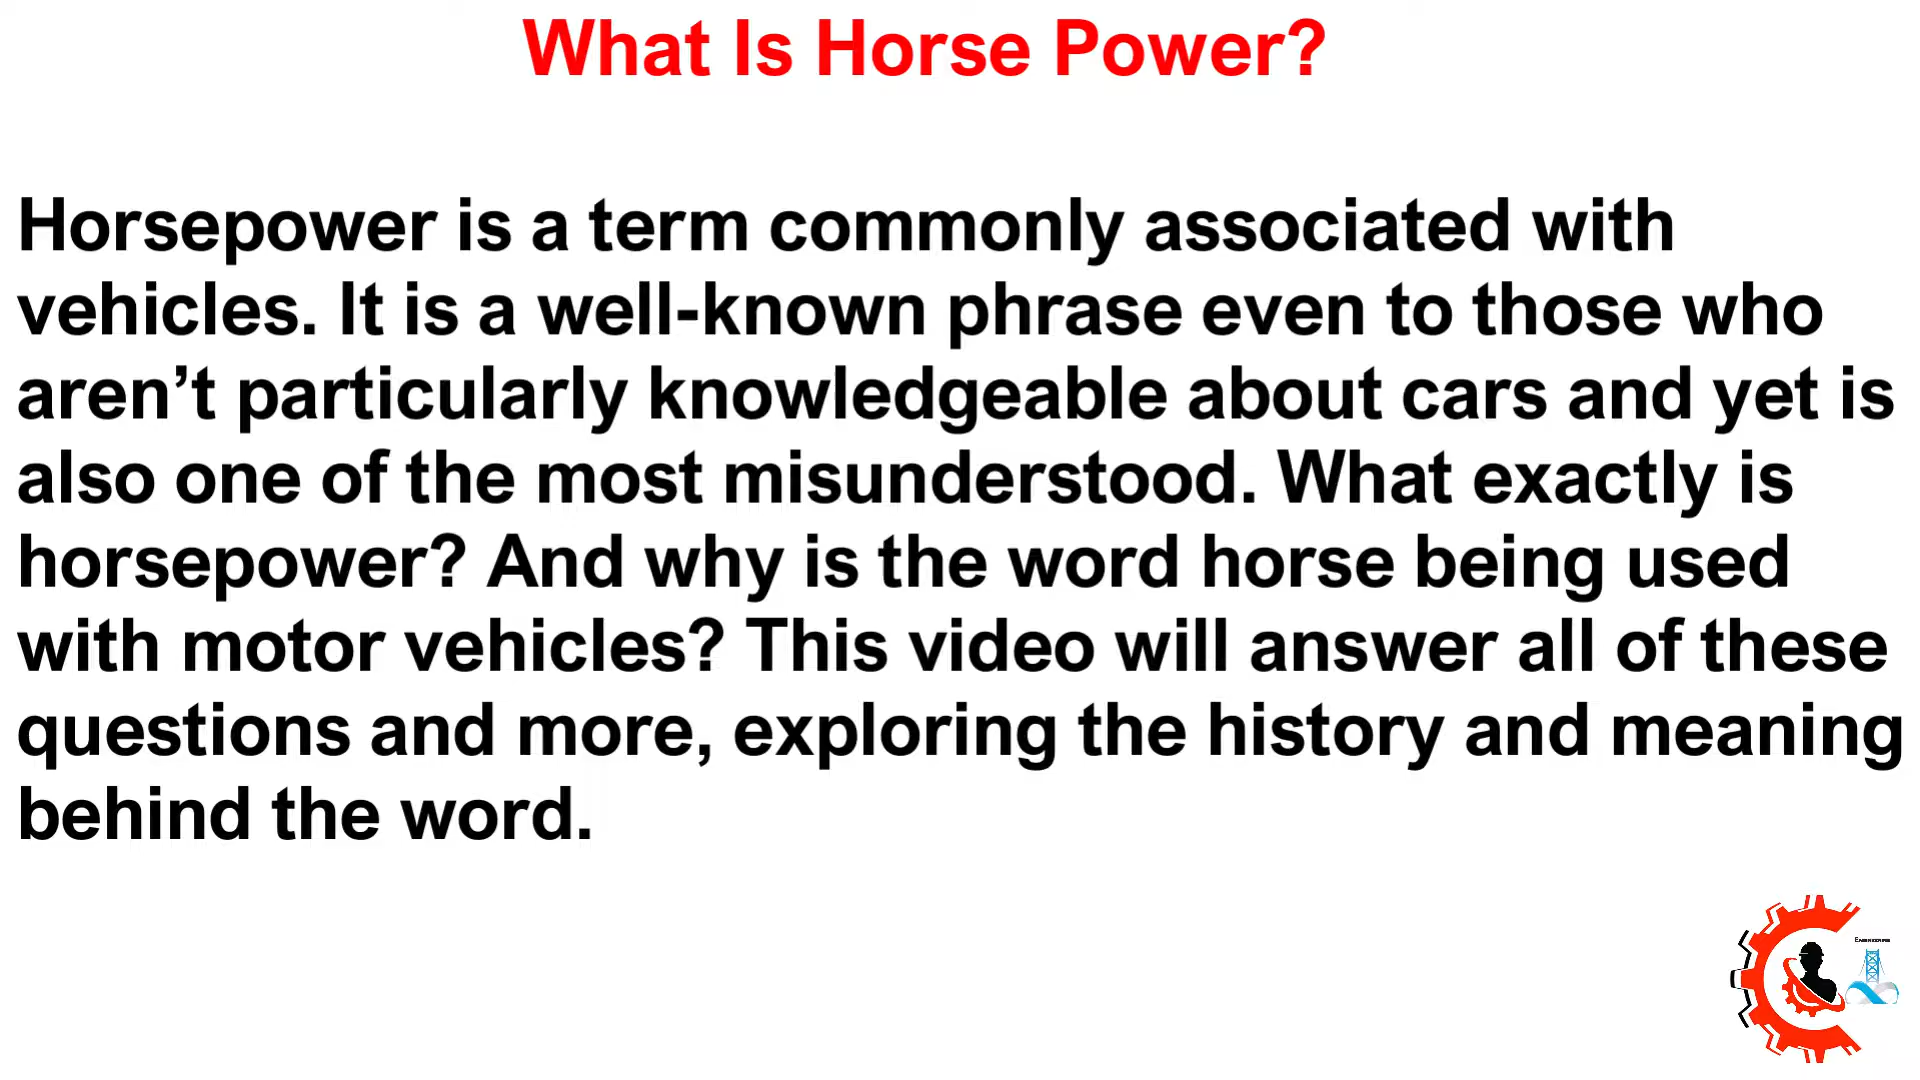 What Is Horse Power?
Horsepower is a term commonly associated with
vehicles. It is a well-known phrase even to those who
aren’t particularly knowledgeable about cars and yet is
also one of the most misunderstood. What exactly is
horsepower? And why is the word horse being used
with motor vehicles? This video will answer all of these
questions and more, exploring the history and meaning
behind the word.
Engineering